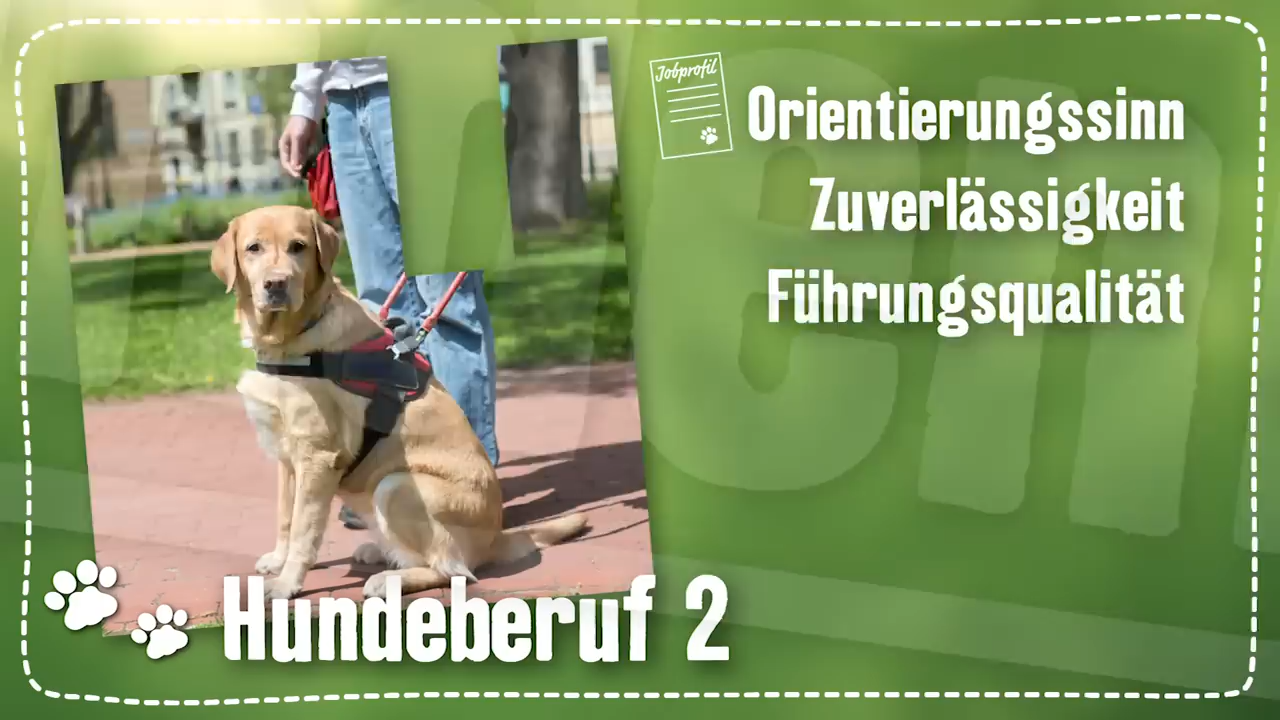 Jobprofil
Orientierungssinn
Zuverlässigkeit
Führungsqualität
Hundeberuf 2